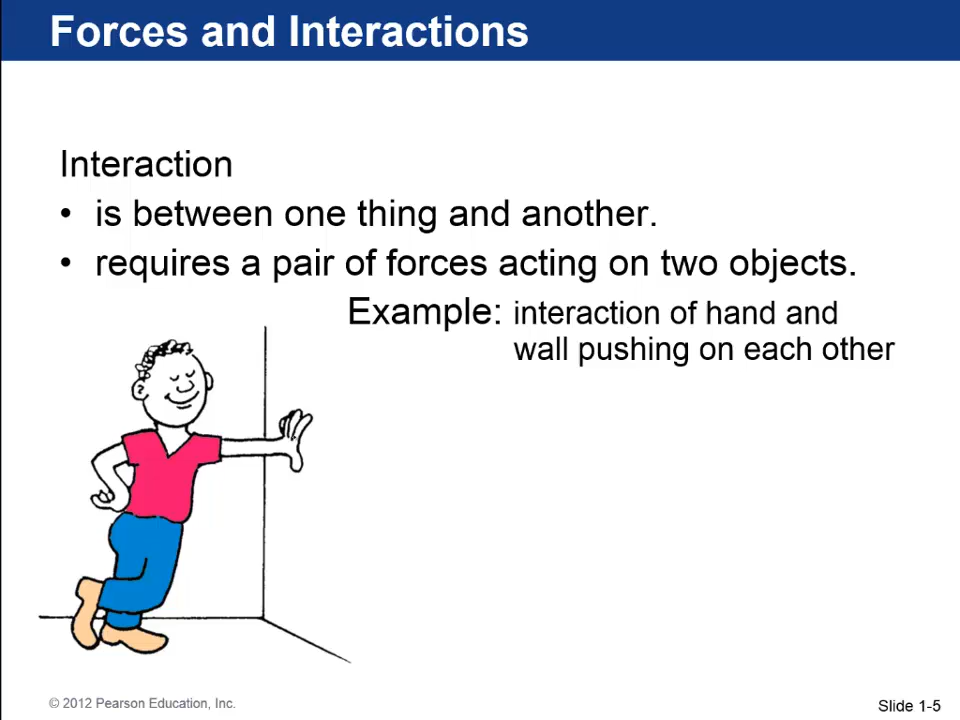 Forces and Interactions
Interaction
• is between one thing and another.
• requires a pair of forces acting on two objects.
Example: interaction of hand and
wall pushing on each other
© 2012 Pearson Education, Inc.
Slide 1-5